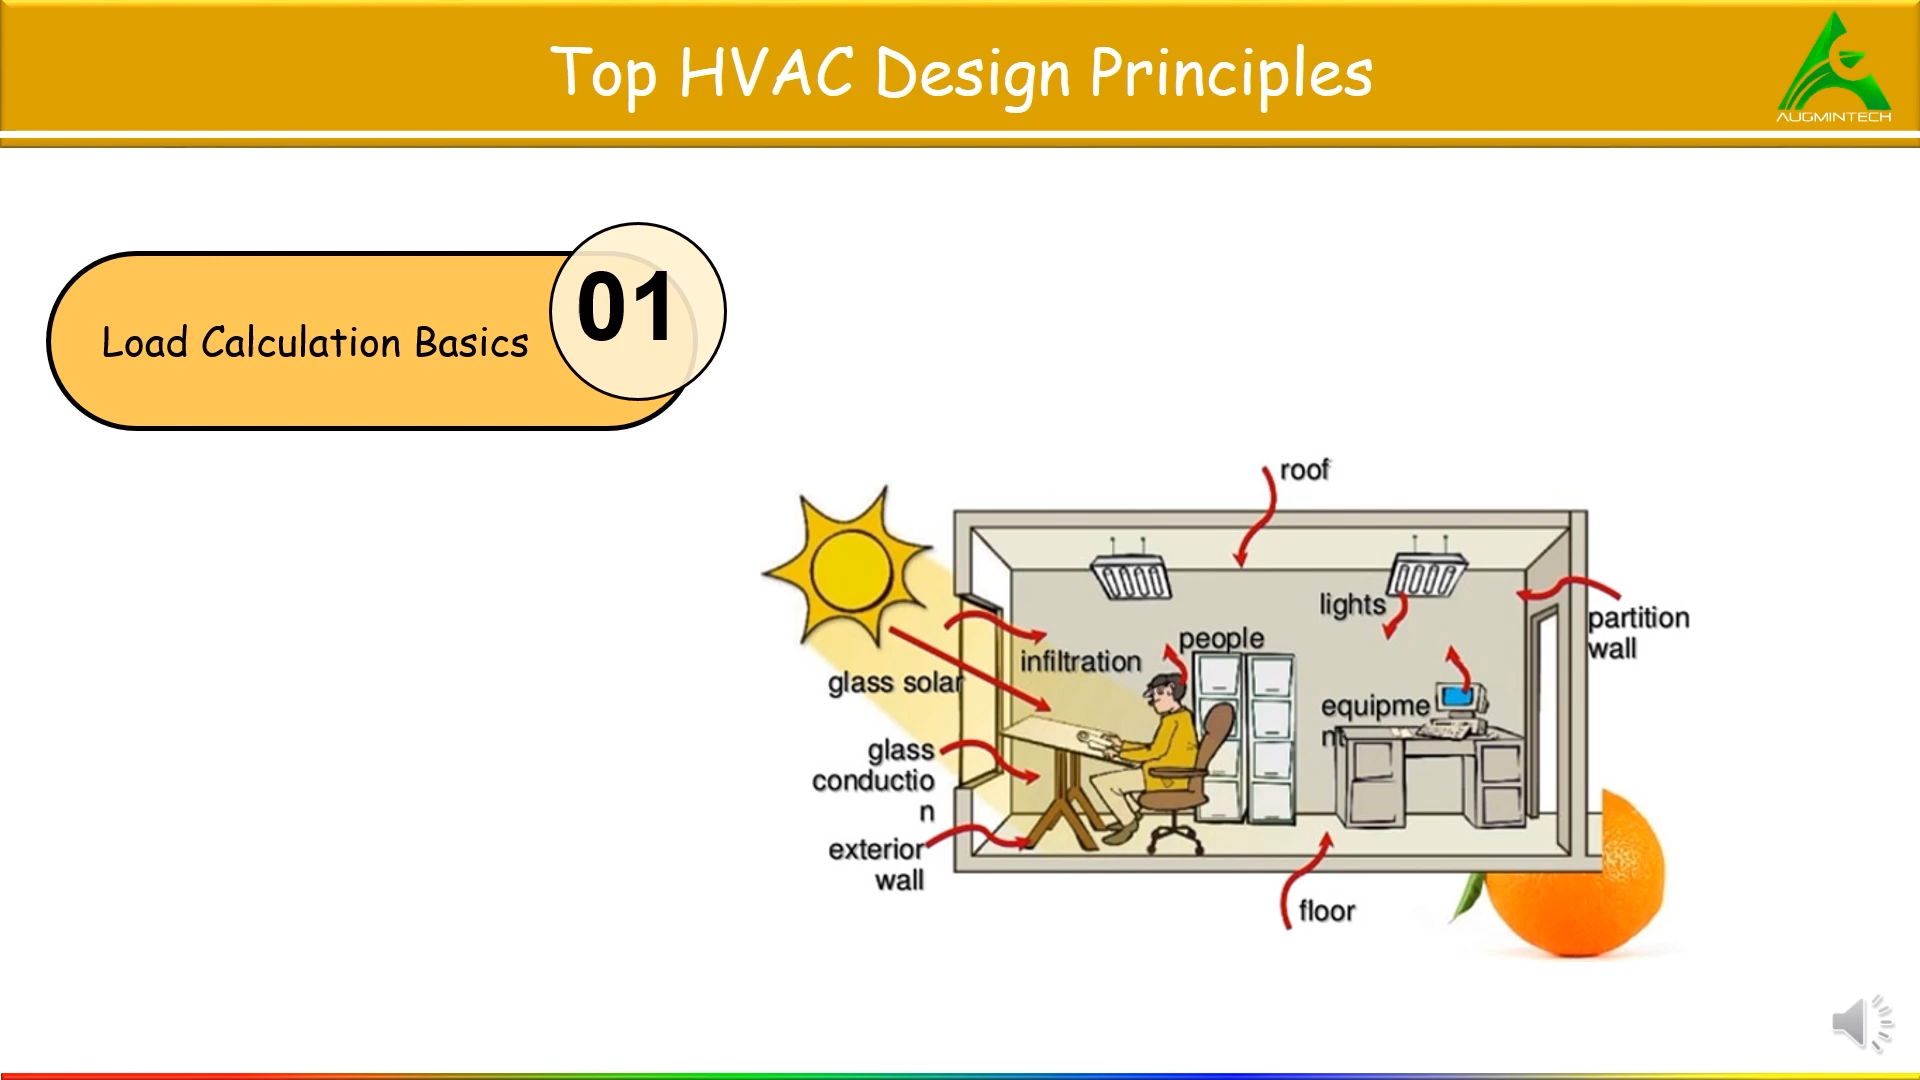 Top HVAC Design Principles
AUGMINTECH
01
Load Calculation Basics
roof
lights
partition
wall
people
infiltration
glass solar
equipme
nt
glass
conductio
n
exterior
wall
floor